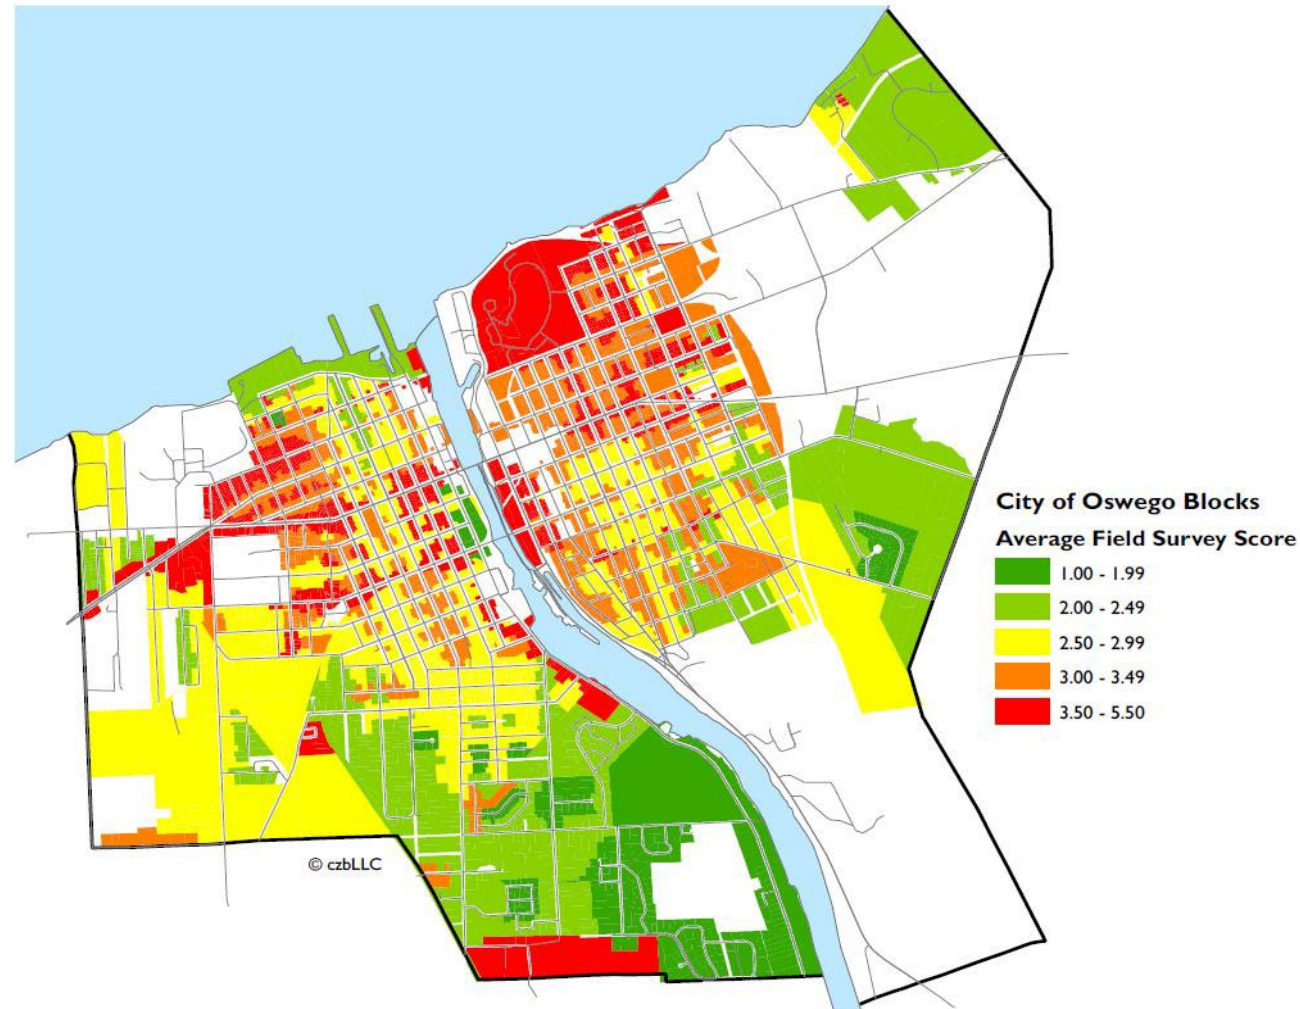 City of Oswego Blocks
Average Field Survey Score
1.00 - 1.99
2.00 - 2.49
2.50 - 2.99
3.00 - 3.49
3.50 - 5.50
© czbLLC